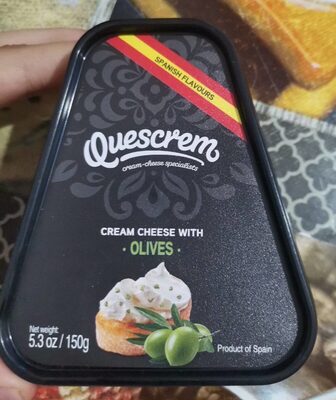 SPANISH FLAVOURS
Quescrem
cream-cheese specialists
CREAM CHEESE WITH
· OLIVES ·
Net weight:
5.3 oz / 150g
Product of Spain